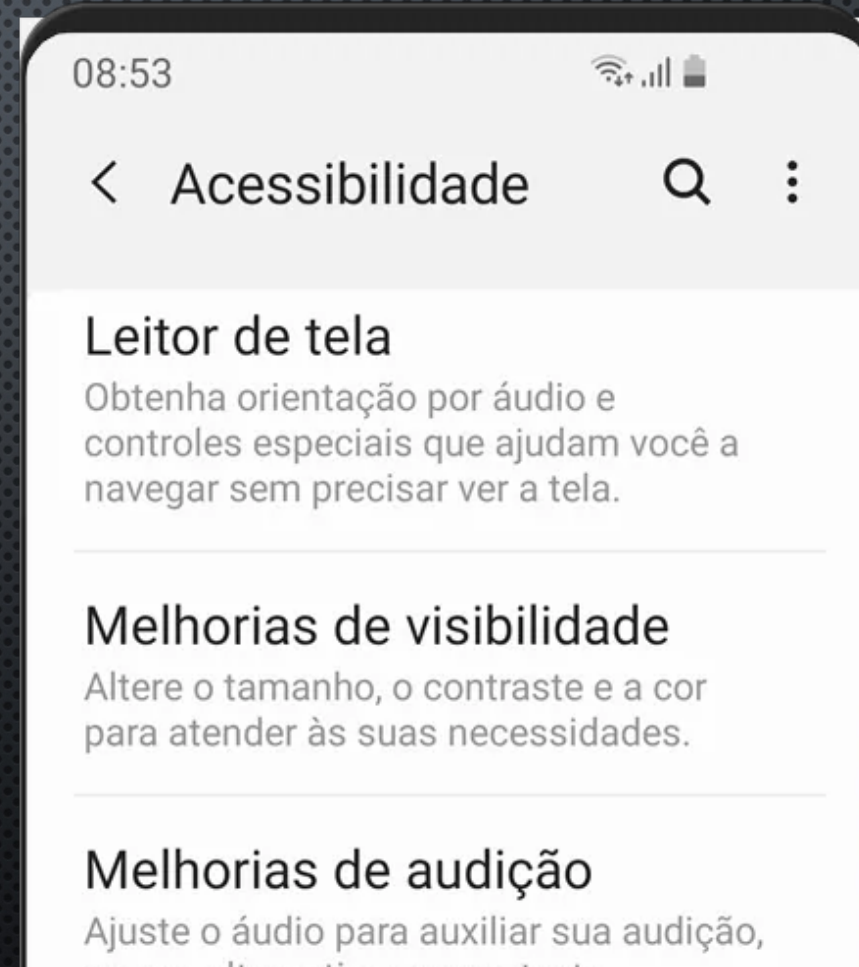 08:53
Acessibilidade
Leitor de tela
Obtenha orientação por áudio e
controles especiais que ajudam você a
navegar sem precisar ver a tela.
Melhorias de visibilidade
Altere o tamanho, o contraste e a cor
para atender às suas necessidades.
Melhorias de audição
Ajuste o áudio para auxiliar sua audição,